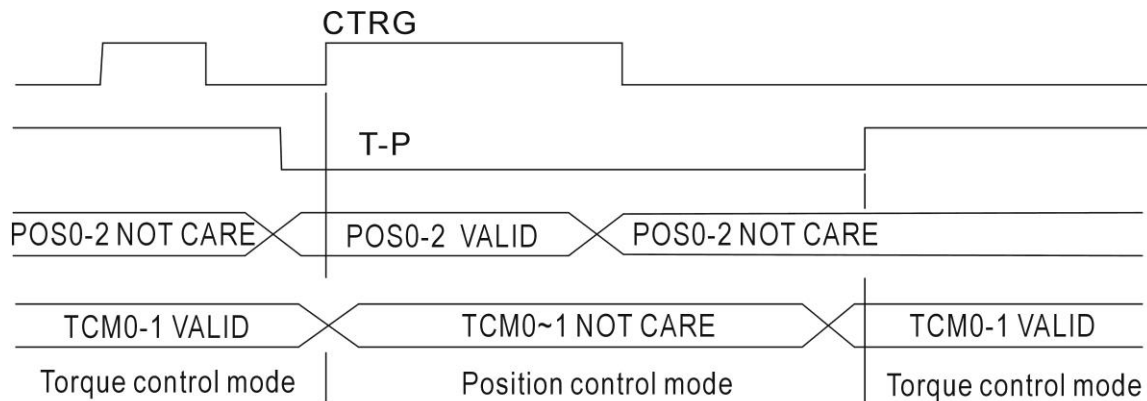 CTRG
T-P
POS0-2 NOT CARE POS0-2 VALID POS0-2 NOT CARE
TCM0-1 VALID TCM0~1 NOT CARE TCM0-1 VALID
Torque control mode Position control mode Torque control mode